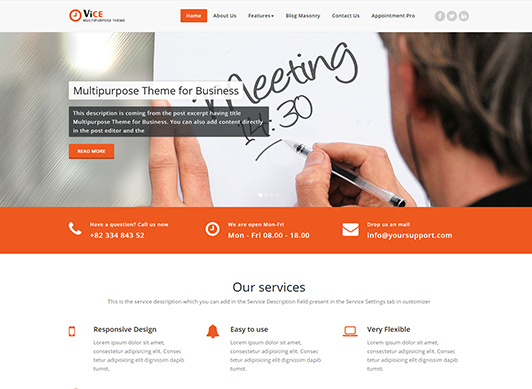 ViCE
MULTIPURPOSE THEME
Home About Us Features Blog Masonry Contact Us Appointment Pro
Meeting
14:30
Multipurpose Theme for Business
This description is coming from the post excerpt having title
Multipurpose Theme for Business. You can also add content directly
in the post editor and the
READ MORE
Have a question? Call us now
+82 334 843 52
We are open Mon-Fri
Mon - Fri 08.00 - 18.00
Drop us an mail
info@yoursupport.com
Our services
This is the service description which you can add in the Service Description field present in the Service Settings tab in customizer
Responsive Design
Lorem ipsum dolor sit amet,
consectetur adipisicing elit. Consec
tetur adipisicing elit dignissim dapib
tumst.
Easy to use
Lorem ipsum dolor sit amet,
consectetur adipisicing elit. Consec
tetur adipisicing elit dignissim dapib
tumst.
Very Flexible
Lorem ipsum dolor sit amet,
consectetur adipisicing elit. Consec
tetur adipisicing elit dignissim dapib
tumst.